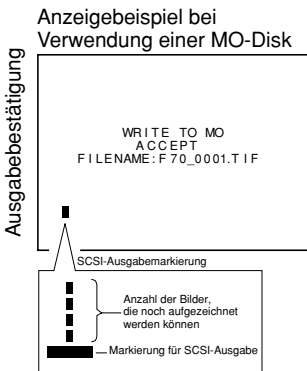 Anzeigebeispiel bei
Verwendung einer MO-Disk
Ausgabebestätigung
WRITE TO MO
ACCEPT
FILENAME:F70_0001.TIF
SCSI-Ausgabemarkierung
Anzahl der Bilder,
die noch aufgezeichnet
werden können
Markierung für SCSI-Ausgabe